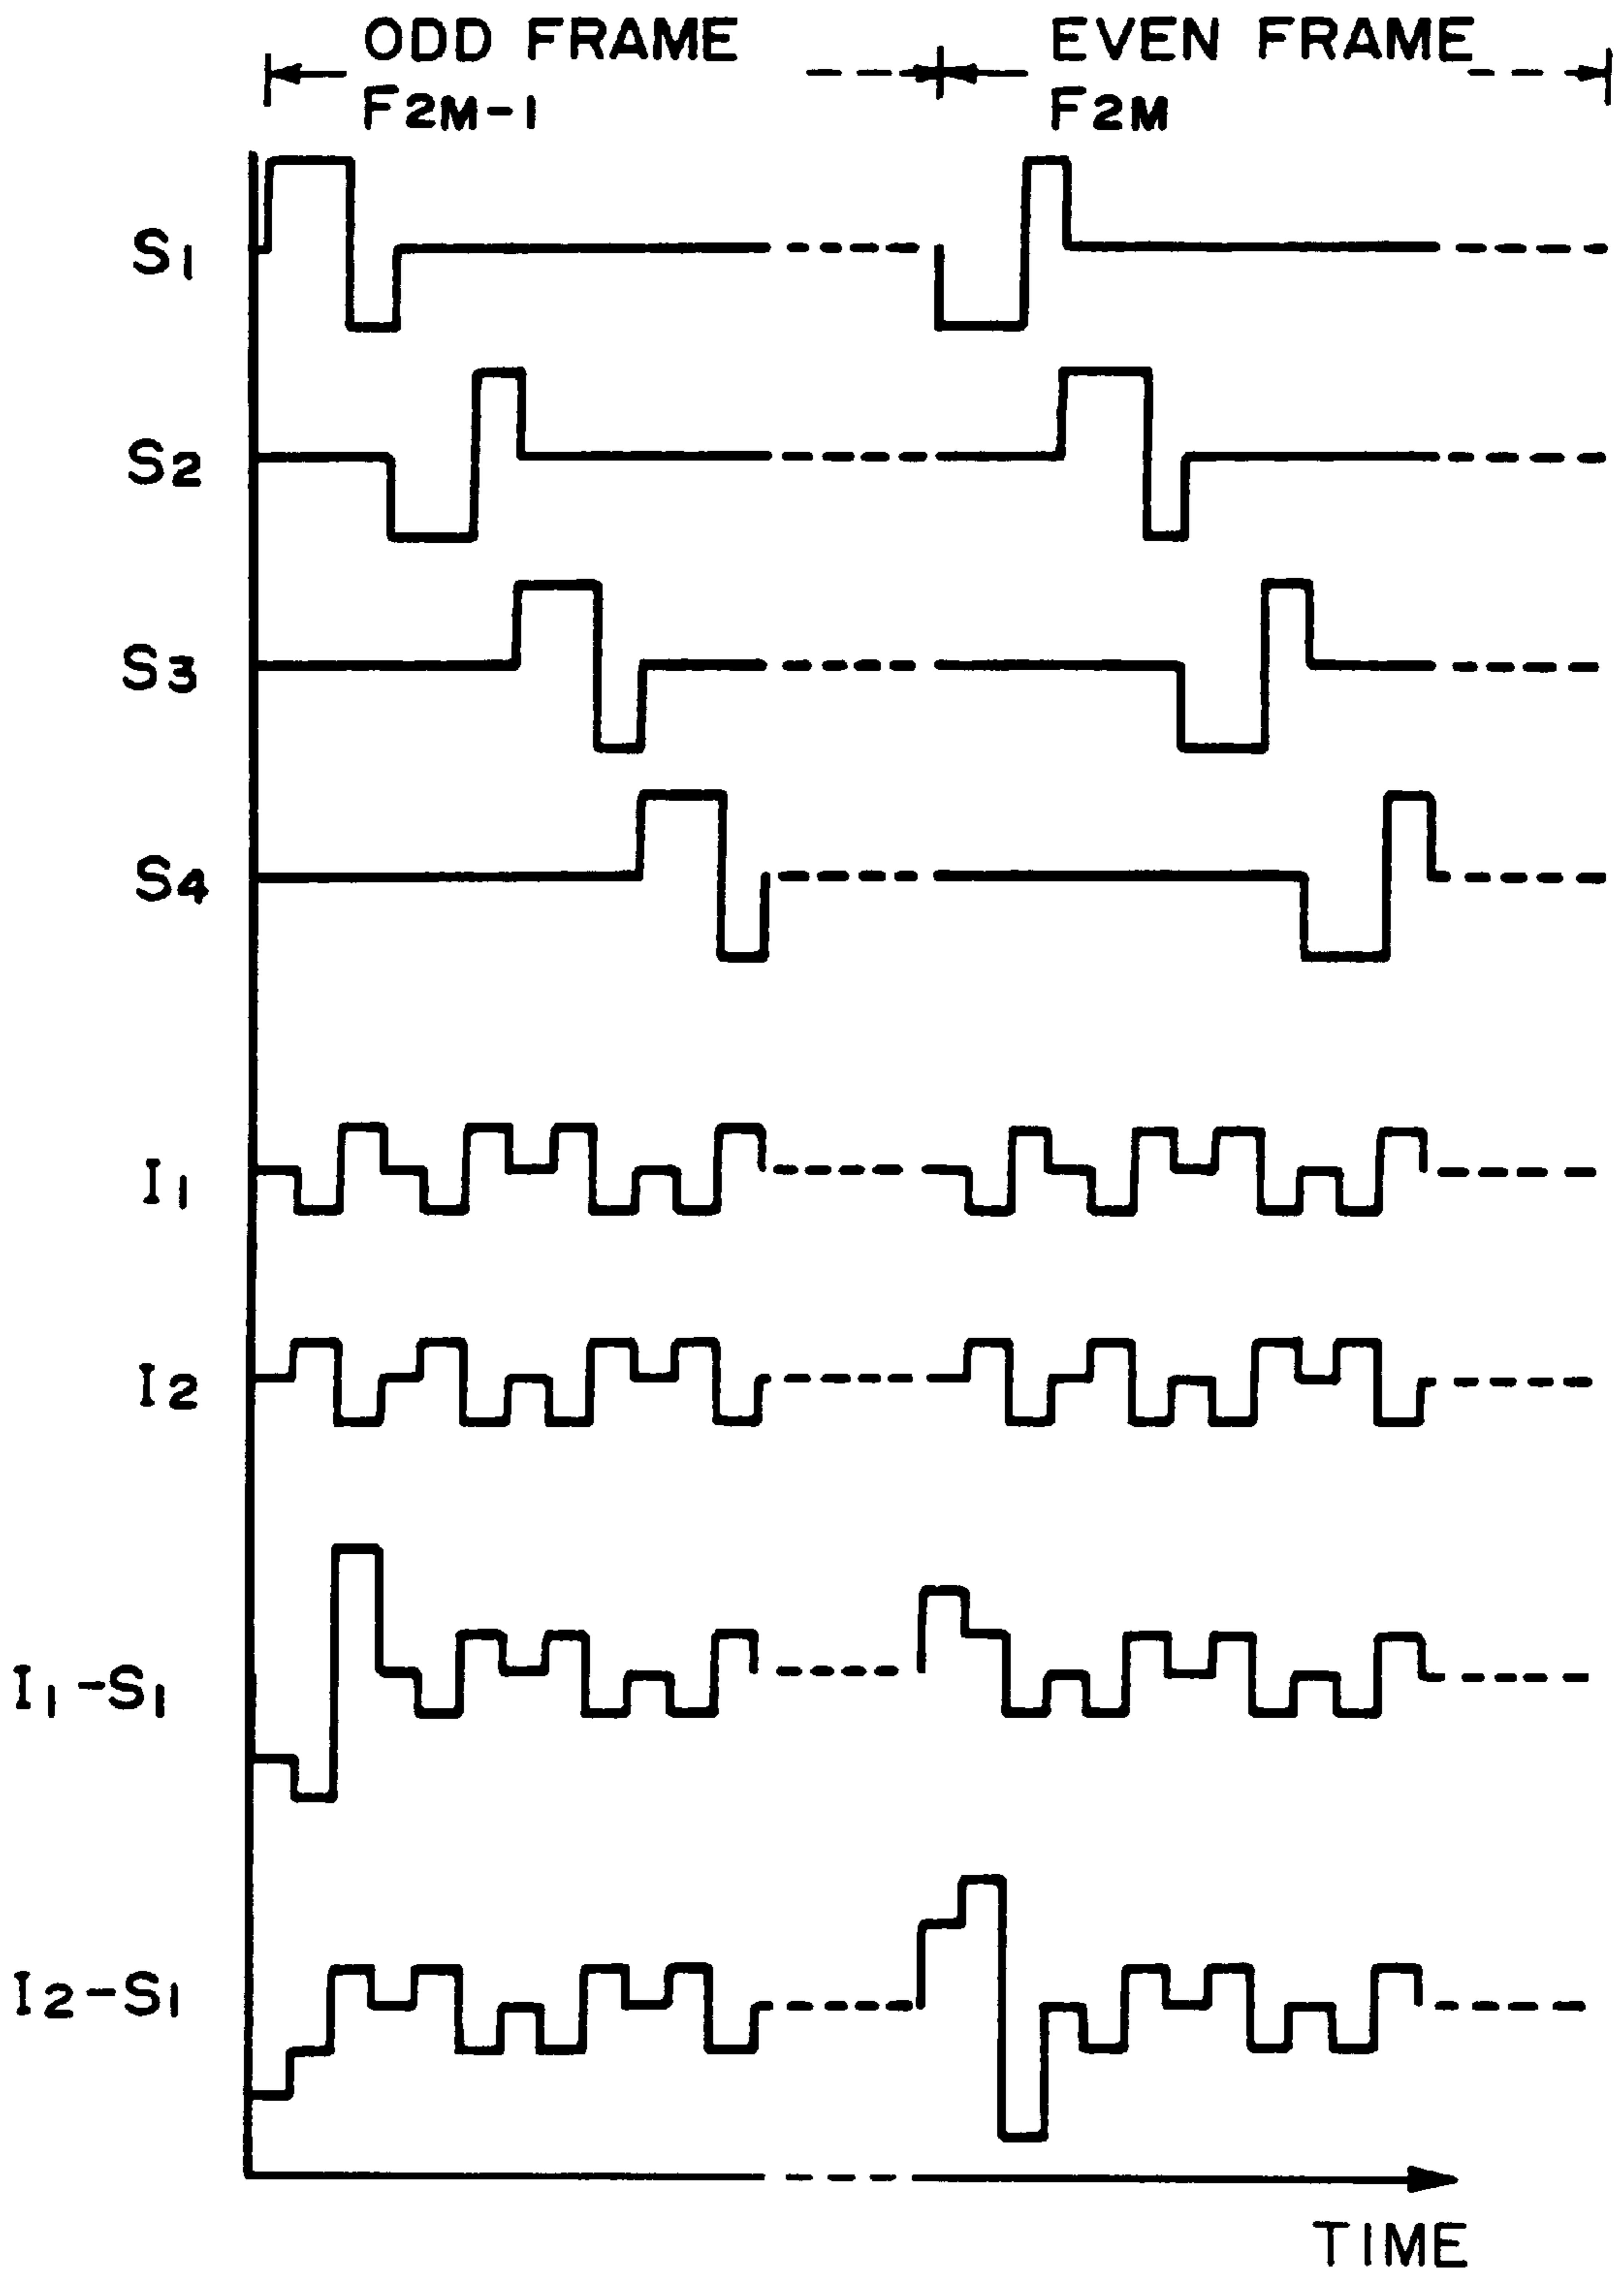 ODD FRAME EVEN FRAME
F2M-1 F2M
S1
S2
S3
S4
I1
I2
I1-S1
I2-S1
TIME